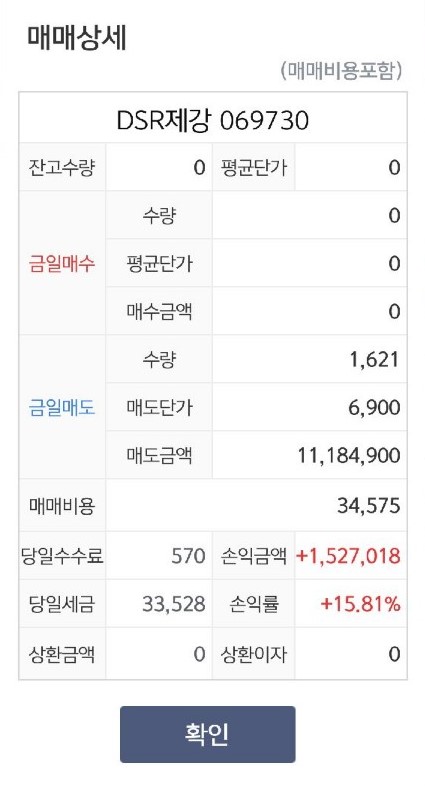 매매상세
(매매비용포함)
DSR제강 069730
잔고수량 0 평균단가 0
금일매수
수량 0
평균단가 0
매수금액 0
금일매도
수량 1,621
매도단가 6,900
매도금액 11,184,900
매매비용 34,575
당일수수료 570 손익금액 +1,527,018
당일세금 33,528 손익률 +15.81%
상환금액 0 상환이자 0
확인